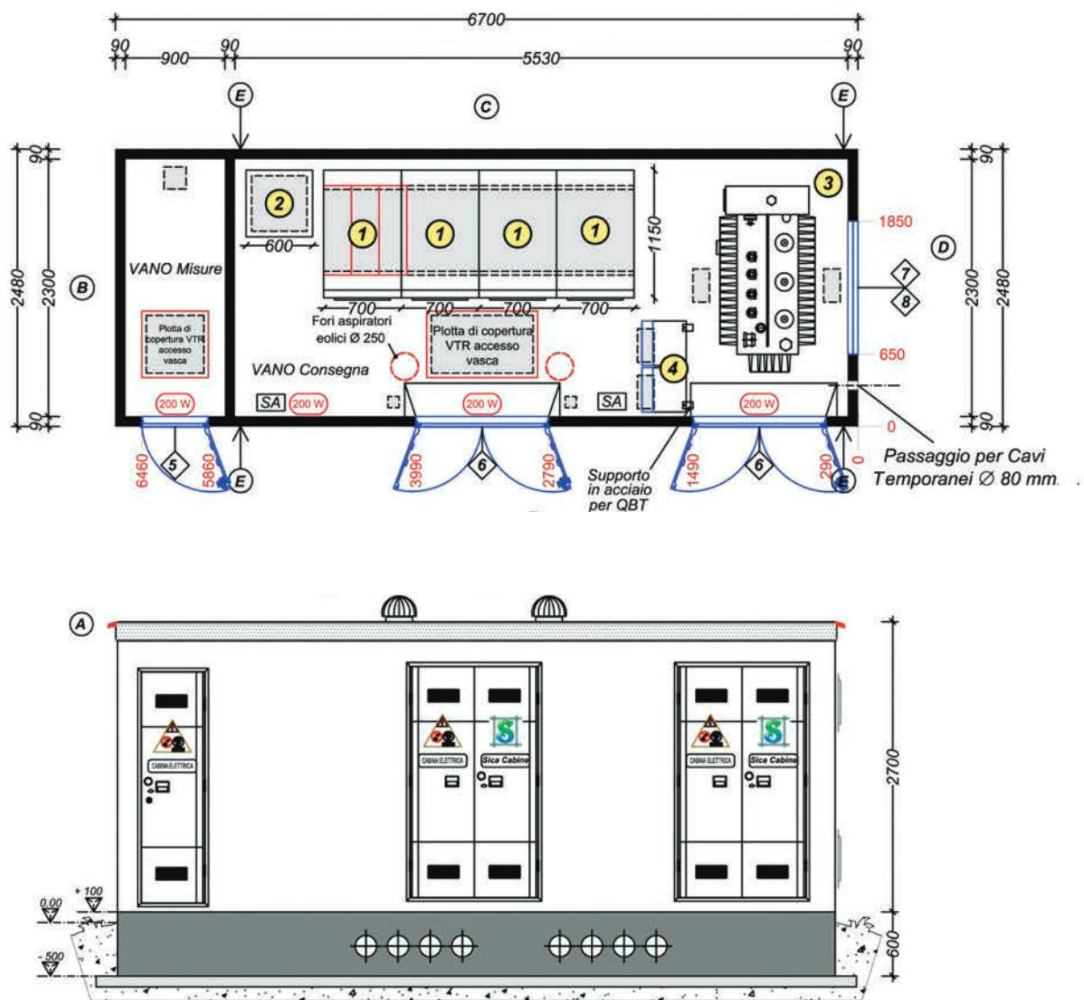 6700
90
900
90
5530
90
E
C
E
90
2480
2300
90
B
VANO Misure
2
600
1
1
1
1
1150
3
1850
D
7
8
650
0
0
90
2300
2480
90
700
700
700
700
Plotta di
copertura VTR
accesso
vasca
Fori aspiratori
eolici Ø 250
Plotta di copertura
VTR accesso
vasca
VANO Consegna
4
200 W
SA
200 W
200 W
SA
200 W
6460
5
5860
E
3990
6
2790
Supporto
in acciaio
per QBT
1490
6
290
E
Passaggio per Cavi
Temporanei Ø 80 mm. .
A
CABINA ELETTRICA
CABINA ELETTRICA
S
Sica Cabine
CABINA ELETTRICA
S
Sica Cabine
2700
+ 100
0.00
- 500
600